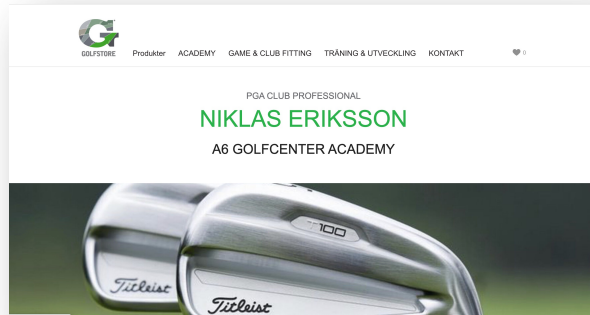 GOLFSTORE
Produkter ACADEMY GAME & CLUB FITTING TRÄNING & UTVECKLING KONTAKT 0
PGA CLUB PROFESSIONAL
NIKLAS ERIKSSON
A6 GOLFCENTER ACADEMY
T100
Titleist
Titleist